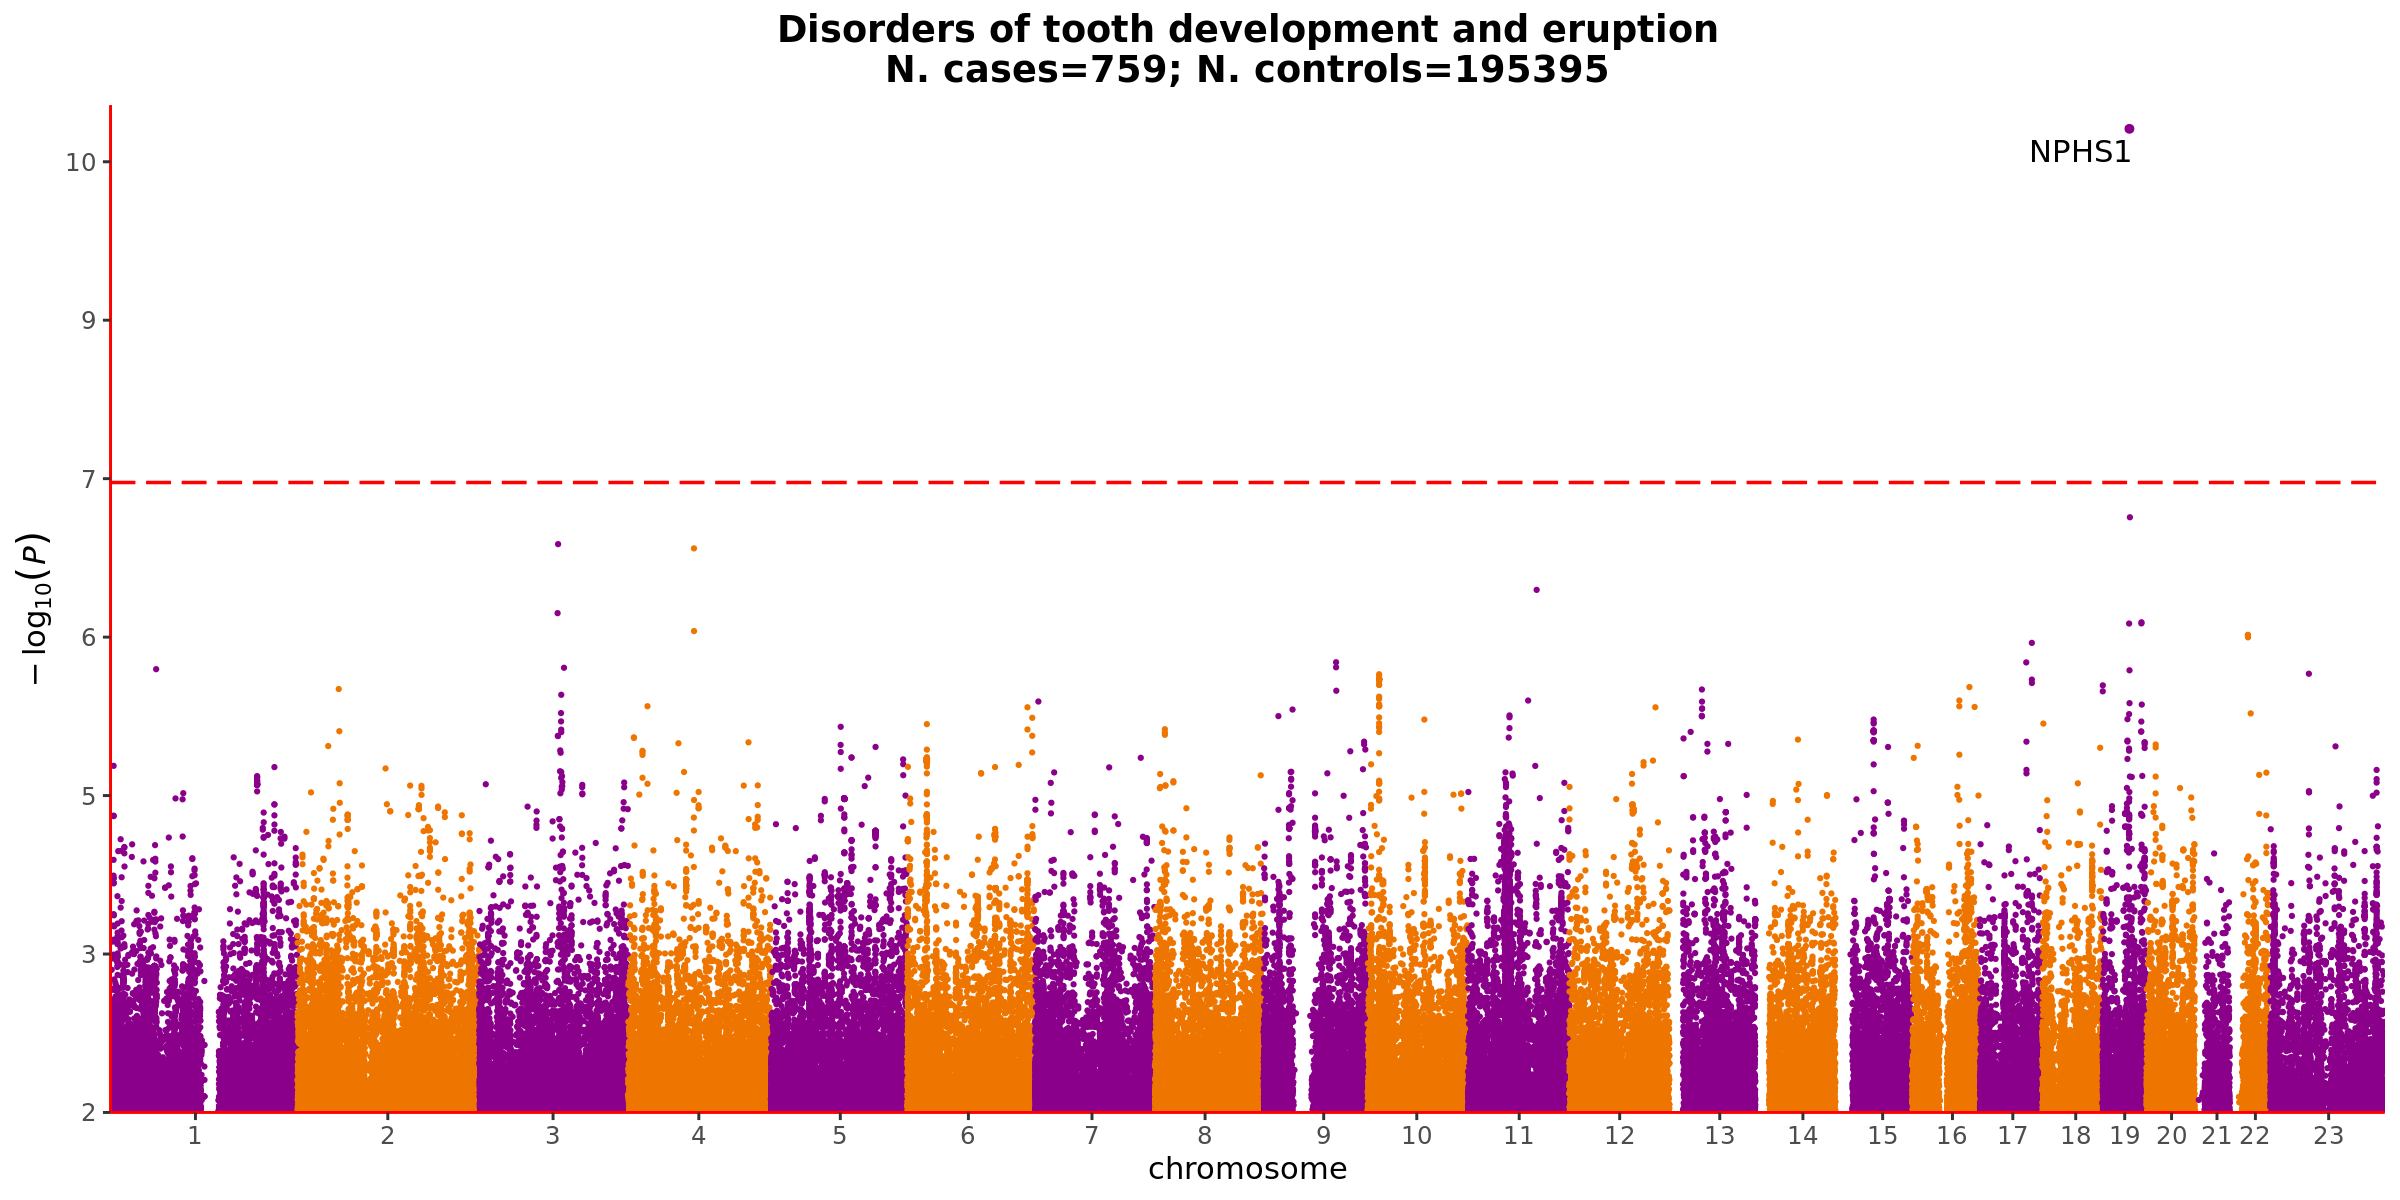 Disorders of tooth development and eruption
N. cases=759; N. controls=195395
10
NPHS1
9
7
6
5
3
2
− log10(P)
1 2 3 4 5 6 7 8 9 10 11 12 13 14 15 16 17 18 19 20 21 22 23
chromosome